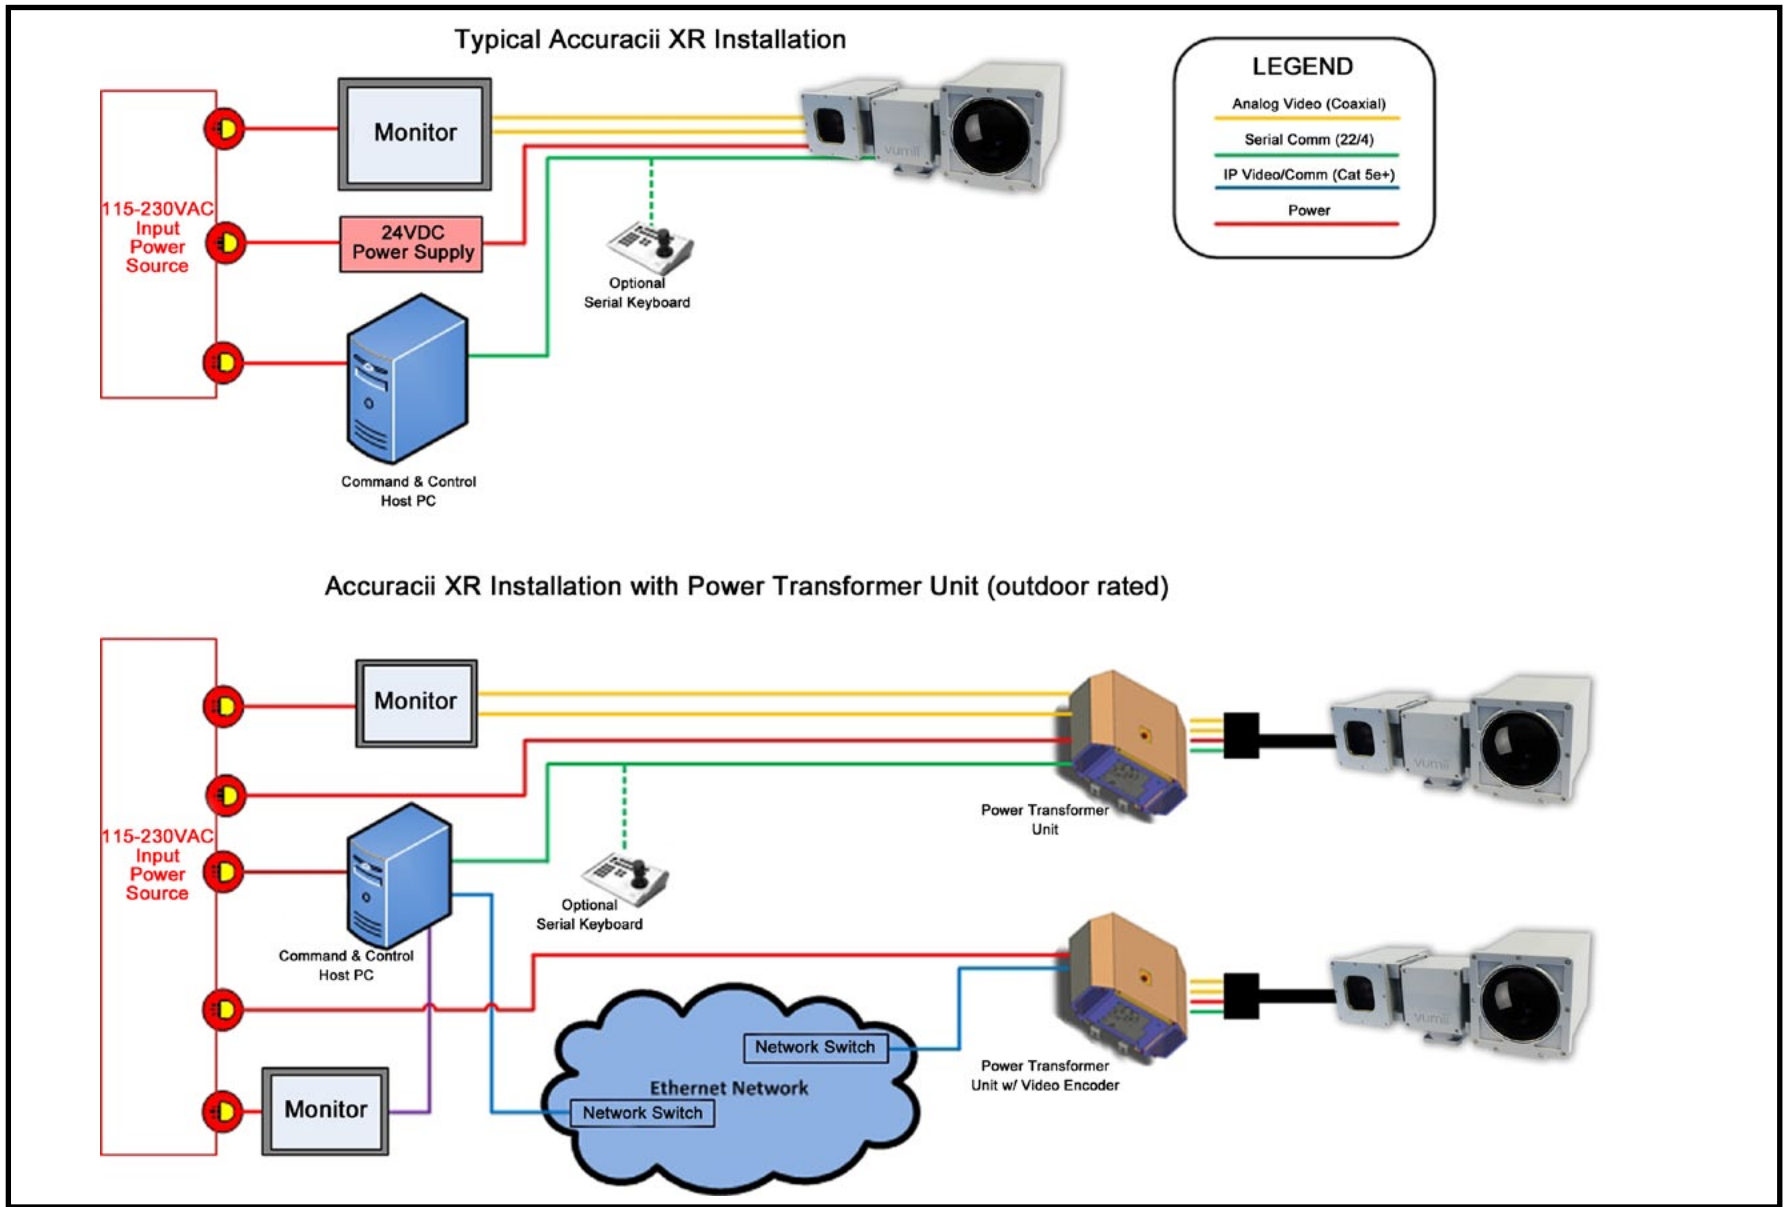 Typical Accuracii XR Installation
LEGEND
Analog Video (Coaxial)
Serial Comm (22/4)
IP Video/Comm (Cat 5e+)
Power
Monitor
vumii
115-230VAC
Input
Power
Source
24VDC
Power Supply
Optional
Serial Keyboard
Command & Control
Host PC
Accuracii XR Installation with Power Transformer Unit (outdoor rated)
Monitor
vumii
Power Transformer
Unit
115-230VAC
Input
Power
Source
Optional
Serial Keyboard
Command & Control
Host PC
vumii
Network Switch
Power Transformer
Unit w/ Video Encoder
Ethernet Network
Monitor
Network Switch